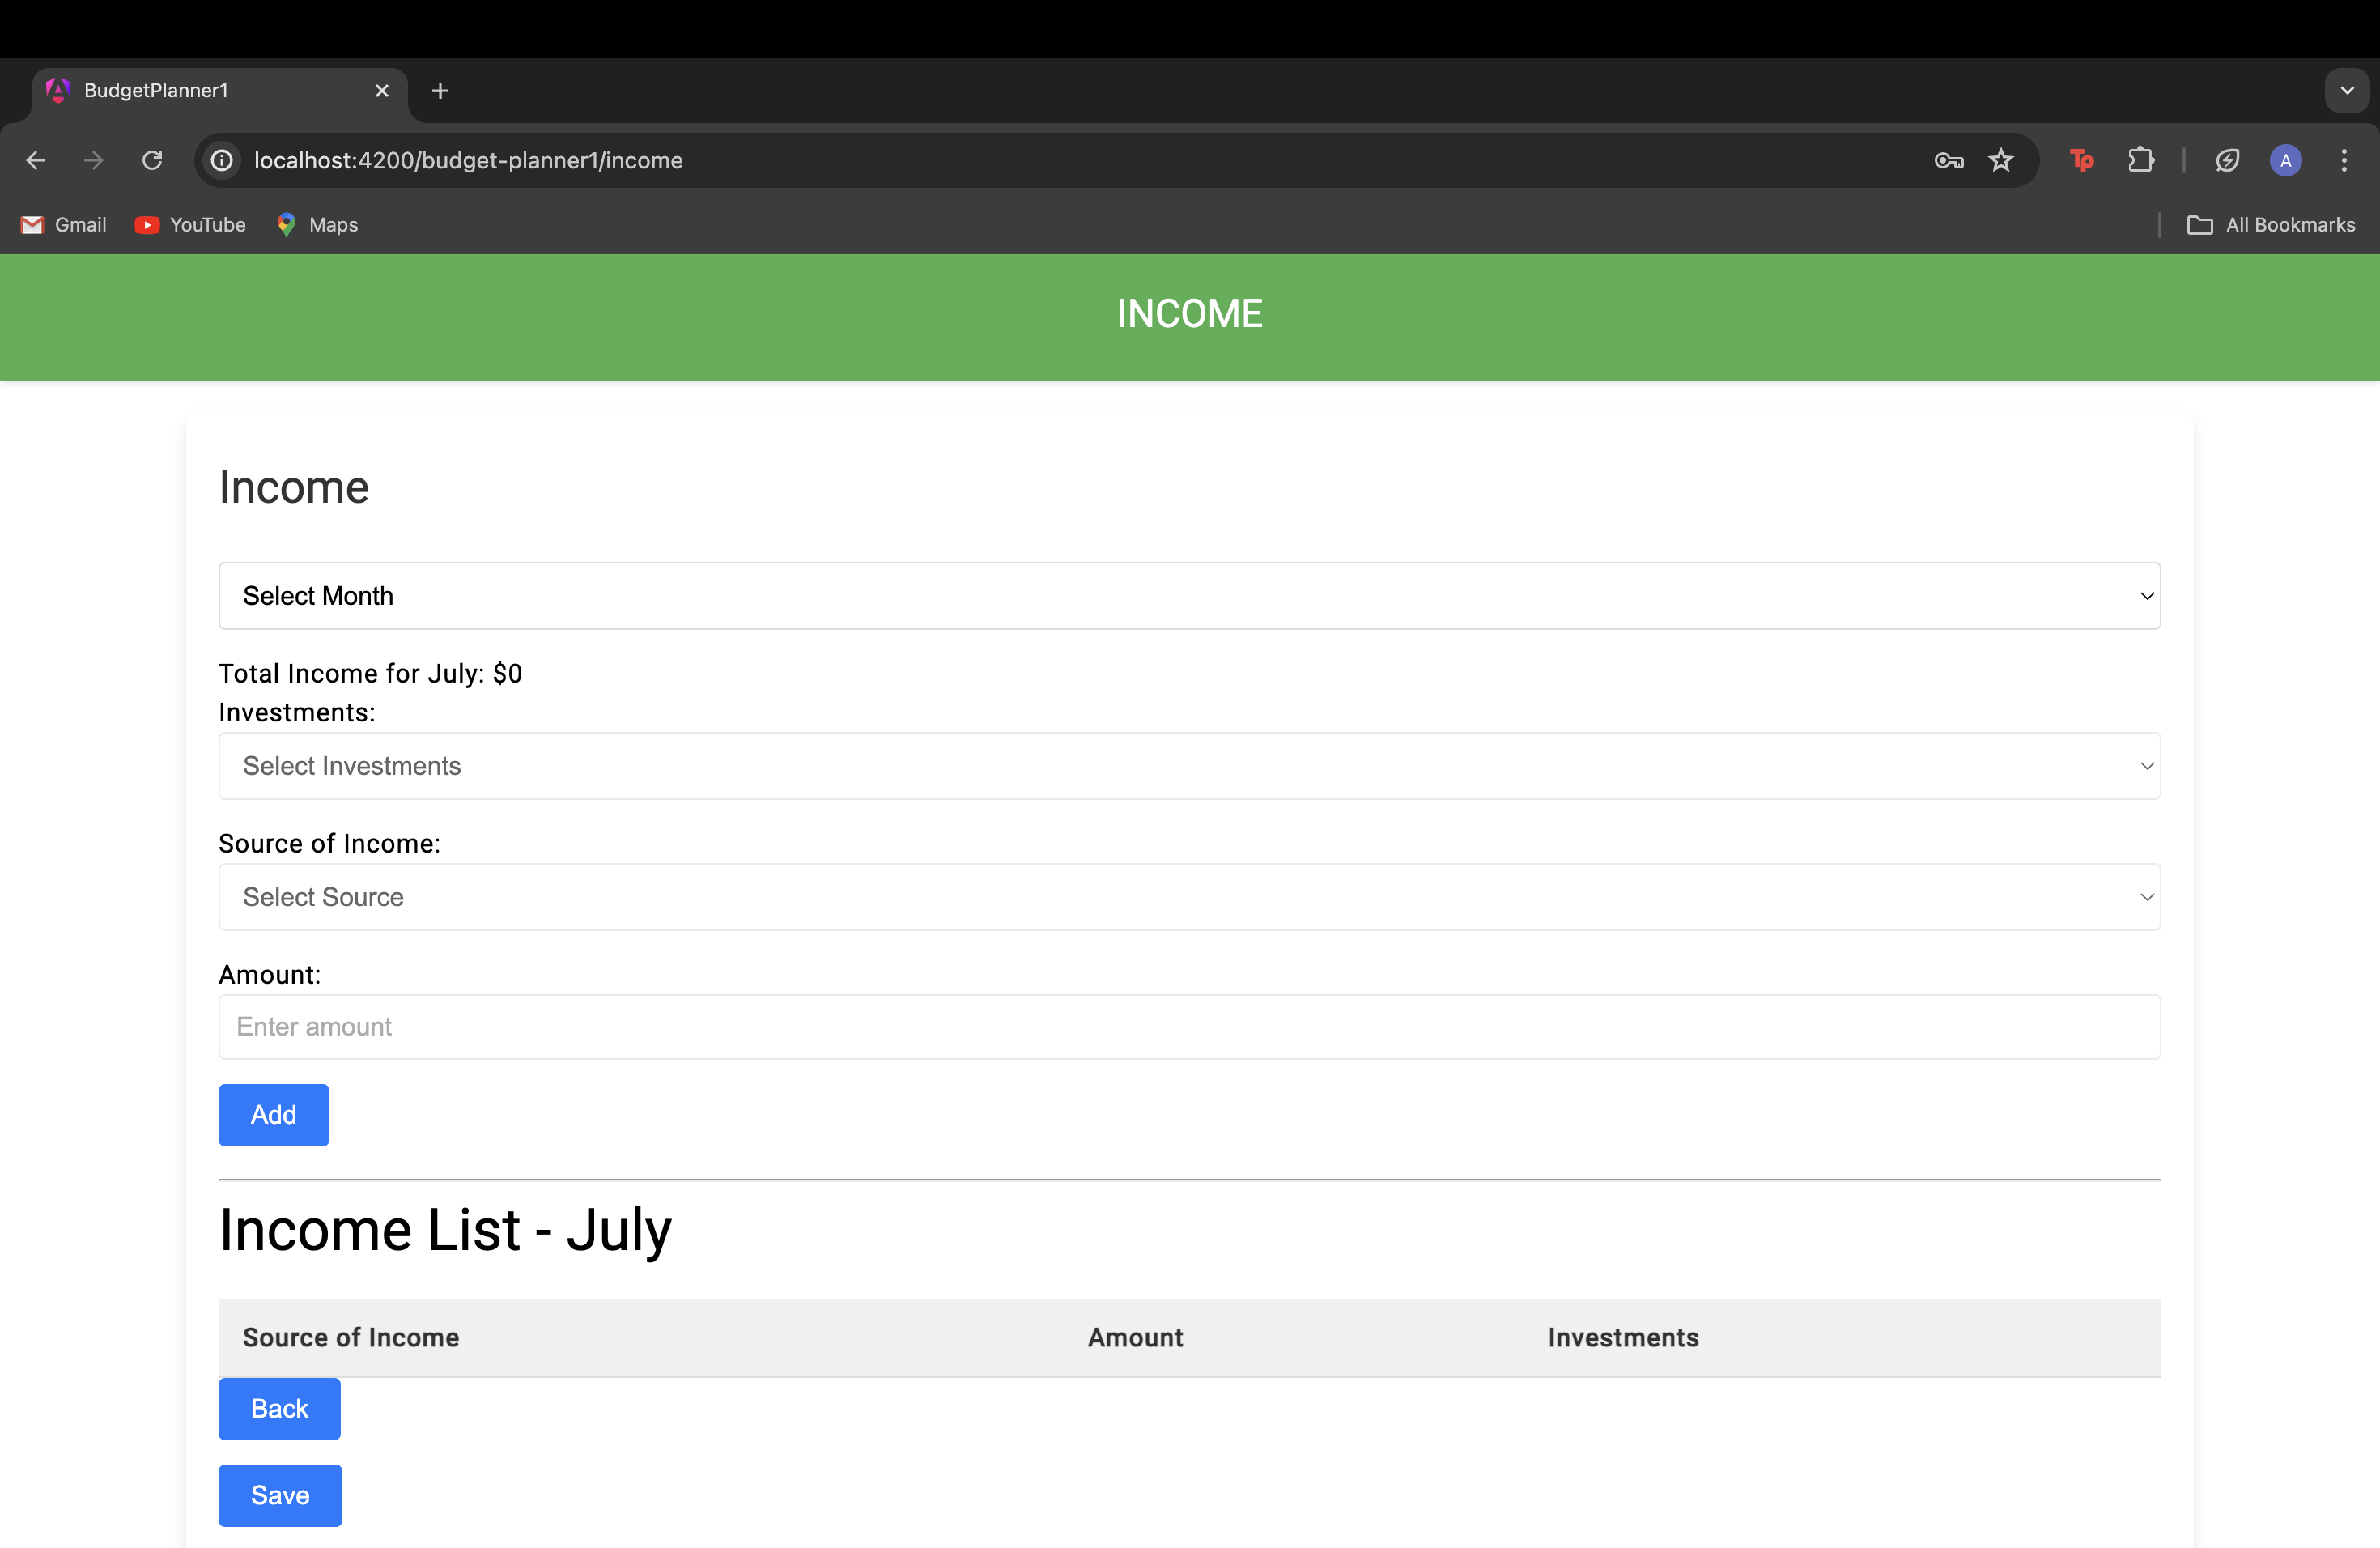 BudgetPlanner1
localhost:4200/budget-planner1/income
Tp
A
Gmail YouTube Maps All Bookmarks
INCOME
Income
Select Month
Total Income for July: $0
Investments:
Select Investments
Source of Income:
Select Source
Amount:
Enter amount
Add
Income List - July
Source of Income Amount Investments
Back
Save